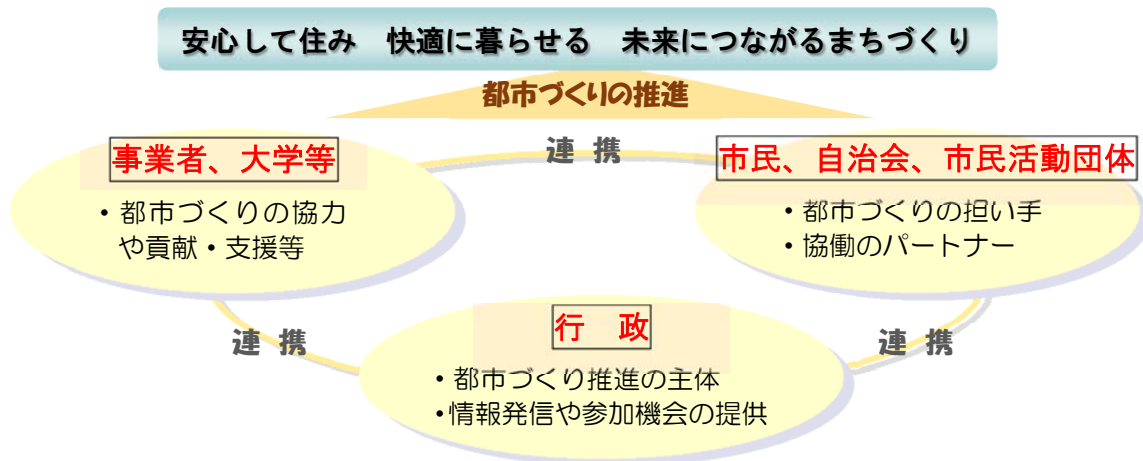 安心して住み　快適に暮らせる　未来につながるまちづくり
都市づくりの推進
連 携
事業者、大学等
・都市づくりの協力
や貢献・支援等
市民、自治会、市民活動団体
・都市づくりの担い手
・協働のパートナー
連 携
連 携
行　政
・都市づくり推進の主体
・情報発信や参加機会の提供